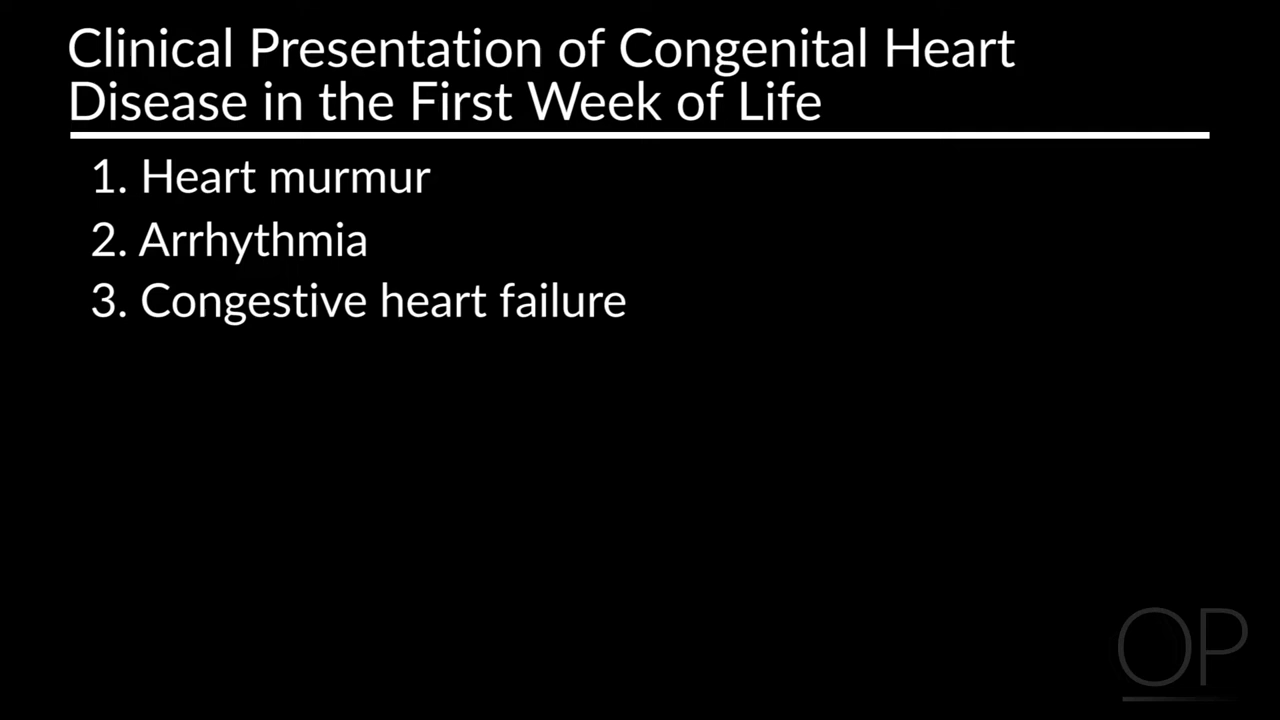 Clinical Presentation of Congenital Heart
Disease in the First Week of Life
1. Heart murmur
2. Arrhythmia
3. Congestive heart failure
OP